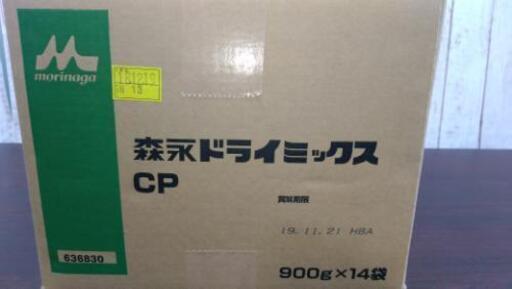 morinaga
森永ドライミックス
CP
賞味期限
19.11.21 HBA
636830
900g×14袋